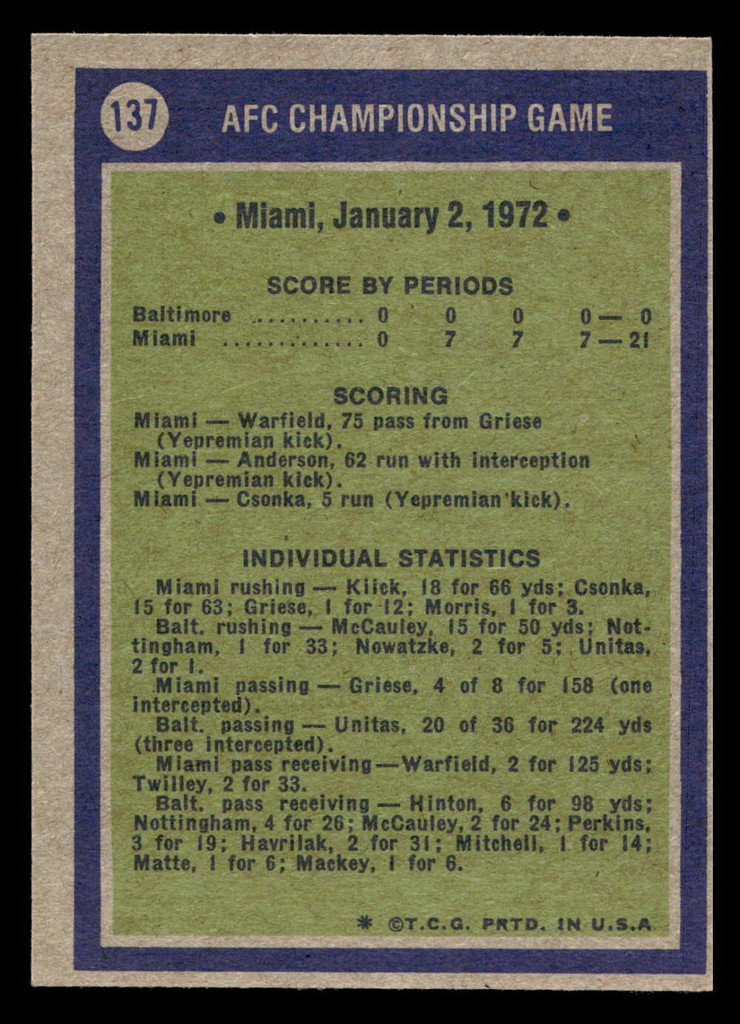 137
AFC CHAMPIONSHIP GAME
• Miami, January 2, 1972 •
SCORE BY PERIODS
Baltimore .......... 0 0 0 0 — 0
Miami ............. 0 7 7 7 — 21
SCORING
Miami — Warfield, 75 pass from Griese
(Yepremian kick).
Miami — Anderson, 62 run with interception
(Yepremian kick).
Miami — Csonka, 5 run (Yepremian kick).
INDIVIDUAL STATISTICS
Miami rushing — Kiick, 18 for 66 yds; Csonka,
15 for 63; Griese, 1 for 12; Morris, 1 for 3.
Balt. rushing — McCauley, 15 for 50 yds; Not-
tingham, 1 for 33; Nowatzke, 2 for 5; Unitas,
2 for 1.
Miami passing — Griese, 4 of 8 for 158 (one
intercepted).
Balt. passing — Unitas, 20 of 36 for 224 yds
(three intercepted).
Miami pass receiving — Warfield, 2 for 125 yds;
Twilley, 2 for 33.
Balt. pass receiving — Hinton, 6 for 98 yds;
Nottingham, 4 for 26; McCauley, 2 for 24; Perkins,
3 for 19; Havrilak, 2 for 31; Mitchell, 1 for 14;
Matte, 1 for 6; Mackey, 1 for 6.
* ©T.C.G. PRTD. IN U.S.A